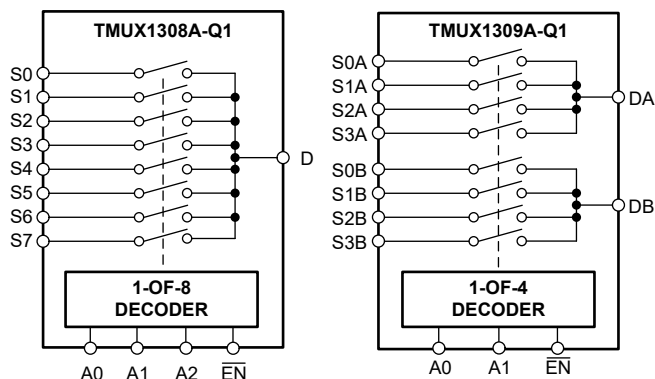 TMUX1308A-Q1
S0
S1
S2
S3
S4
S5
S6
S7
D
1-OF-8
DECODER
A0 A1 A2 EN
TMUX1309A-Q1
S0A
S1A
S2A
S3A
DA
S0B
S1B
S2B
S3B
DB
1-OF-4
DECODER
A0 A1 EN